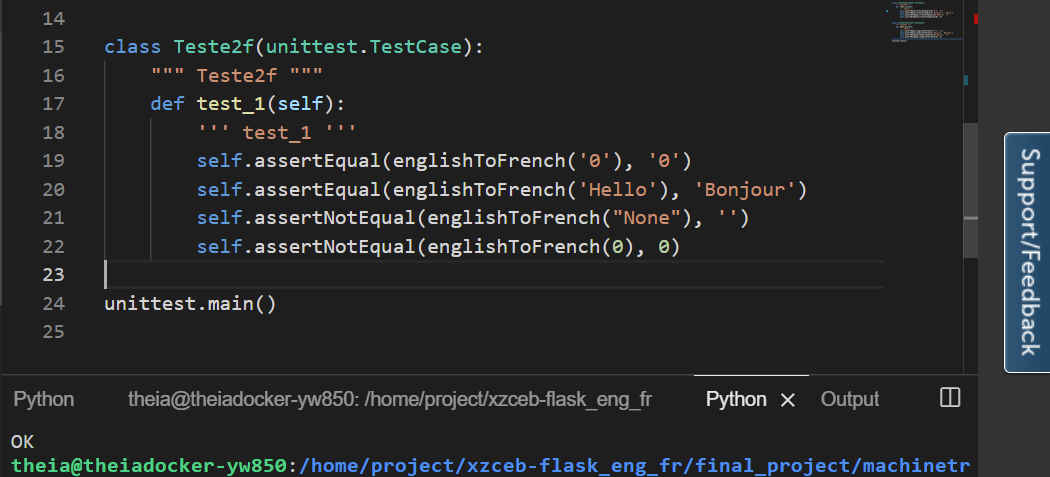 14
15 class Teste2f(unittest.TestCase):
16 """ Teste2f """
17 def test_1(self):
18 ''' test_1 '''
19 self.assertEqual(englishToFrench('0'), '0')
20 self.assertEqual(englishToFrench('Hello'), 'Bonjour')
21 self.assertNotEqual(englishToFrench("None"), '')
22 self.assertNotEqual(englishToFrench(0), 0)
23
24 unittest.main()
25
Support/Feedback
Python theia@theiadocker-yw850: /home/project/xzceb-flask_eng_fr Python × Output
OK
theia@theiadocker-yw850:/home/project/xzceb-flask_eng_fr/final_project/machinetr